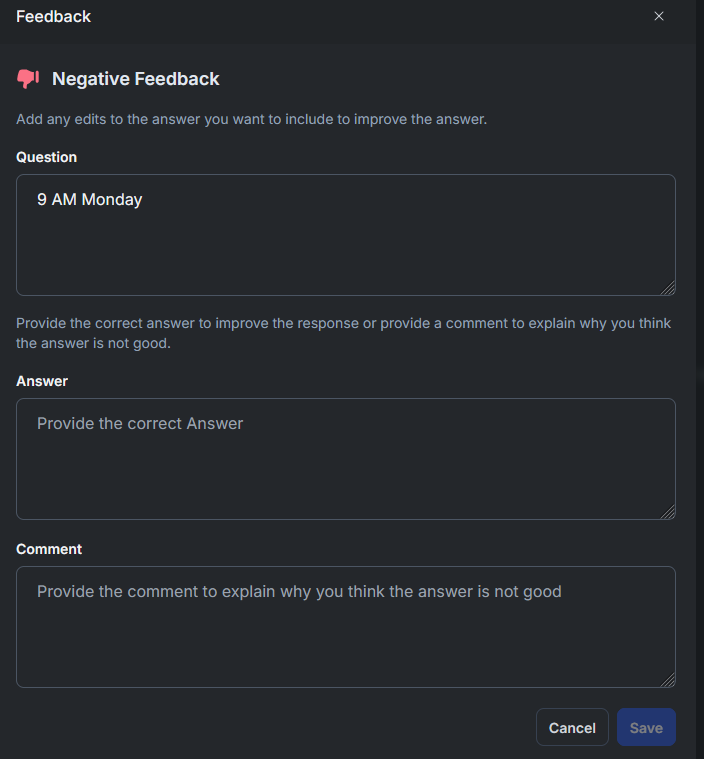 Feedback
Negative Feedback
Add any edits to the answer you want to include to improve the answer.
Question
9 AM Monday
Provide the correct answer to improve the response or provide a comment to explain why you think
the answer is not good.
Answer
Provide the correct Answer
Comment
Provide the comment to explain why you think the answer is not good
Cancel Save